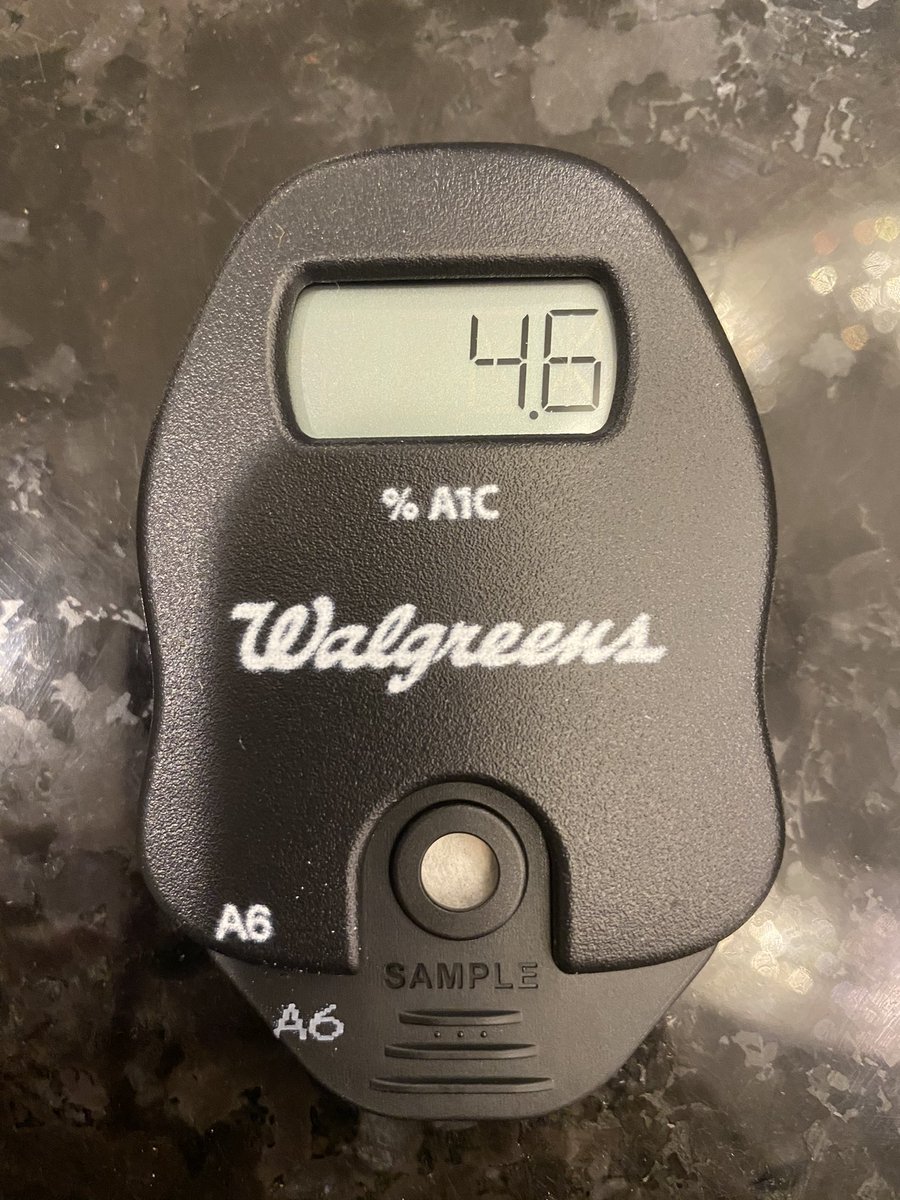 4.6
% A1C
Walgreens
A6
SAMPLE
A6